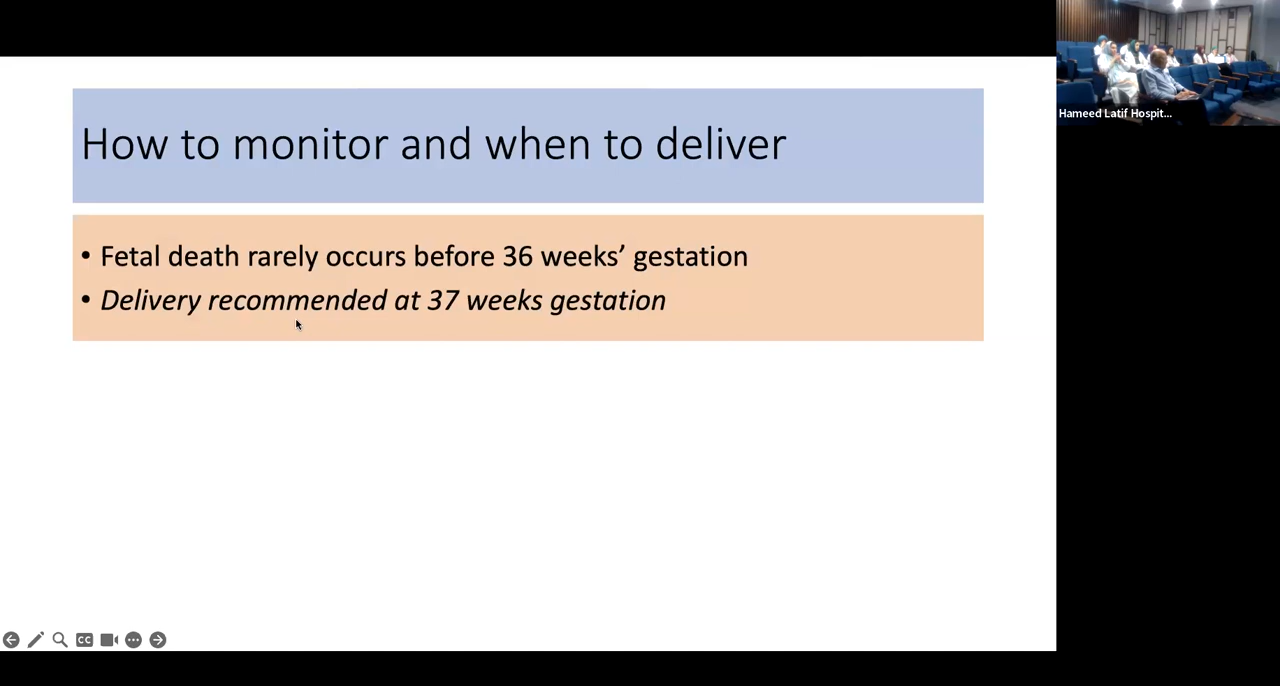 How to monitor and when to deliver
• Fetal death rarely occurs before 36 weeks’ gestation
• Delivery recommended at 37 weeks gestation
Hameed Latif Hospit...
CC